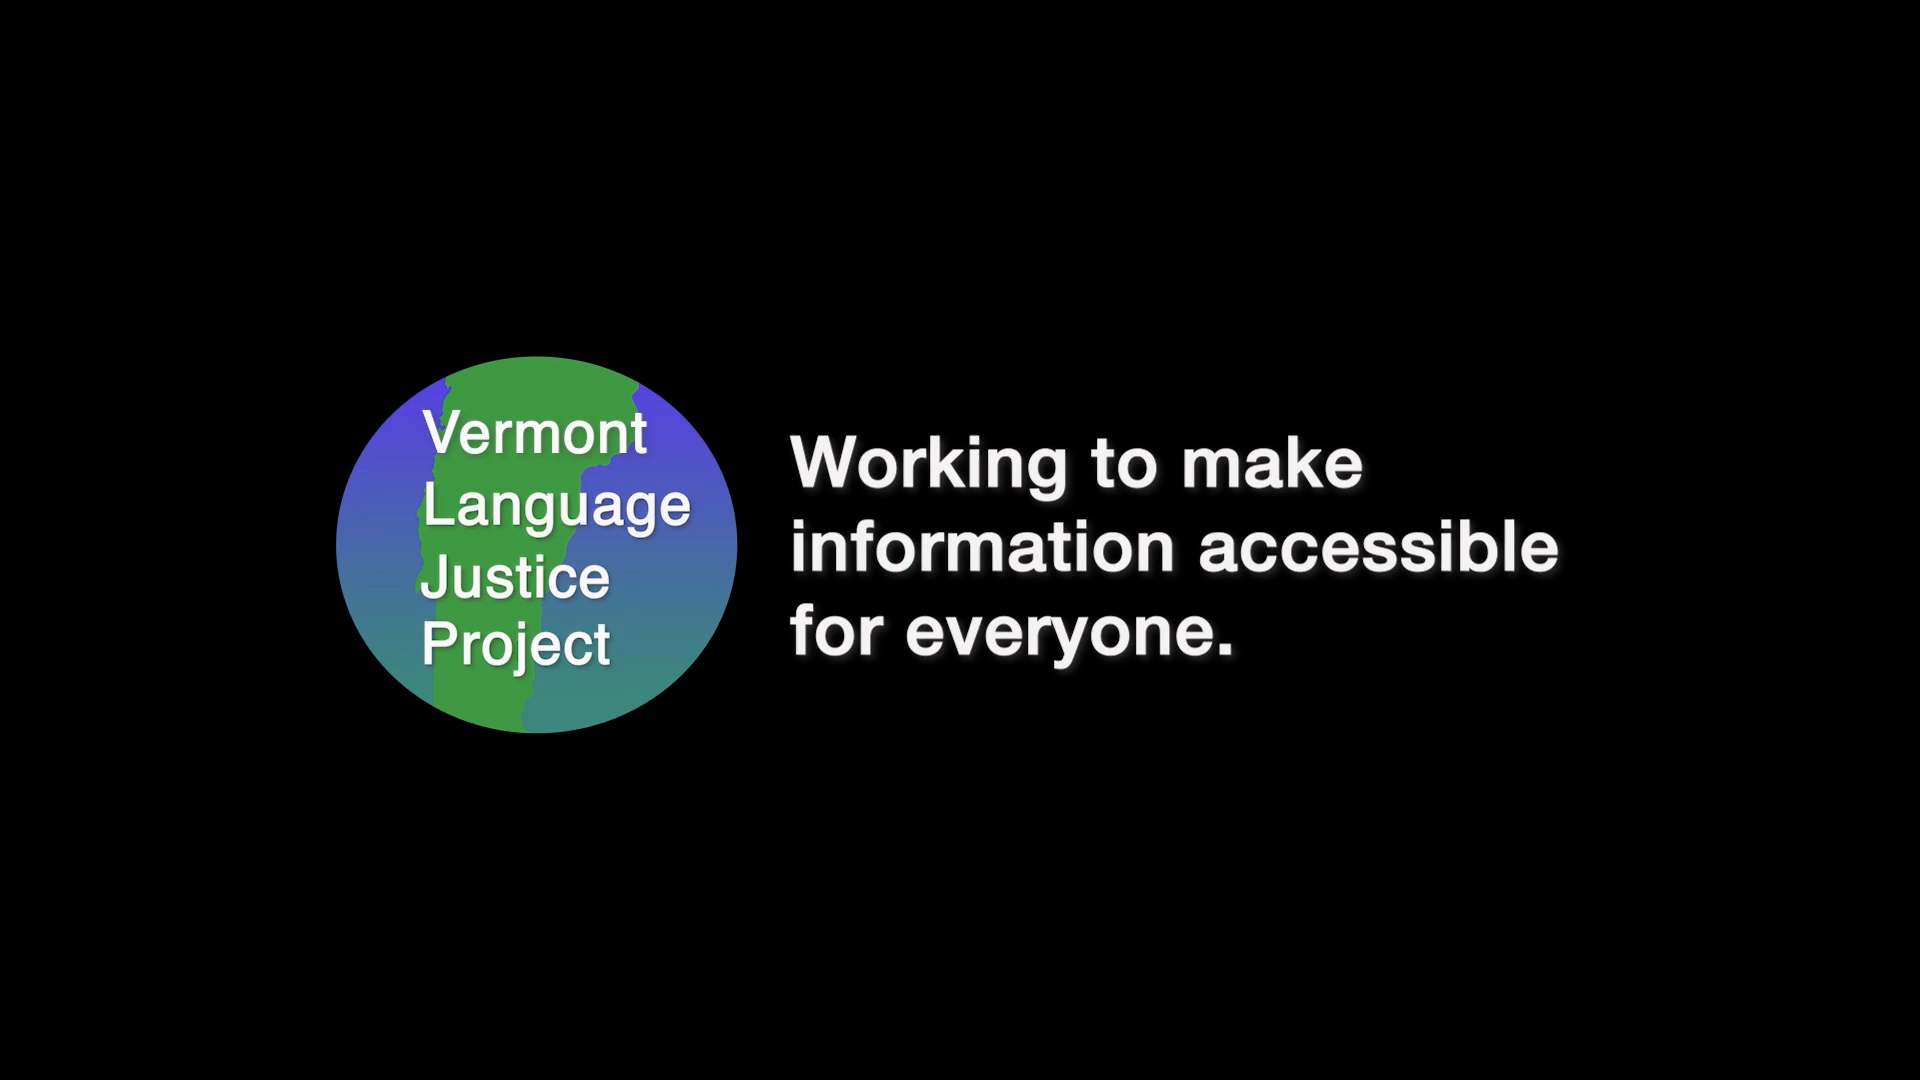 Vermont
Language
Justice
Project
Working to make
information accessible
for everyone.